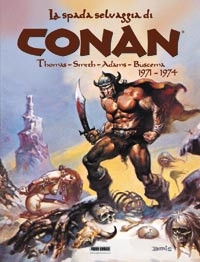 La spada selvaggia di
CONAN
Thomas - Smith - Adams - Buscema
1971 - 1974